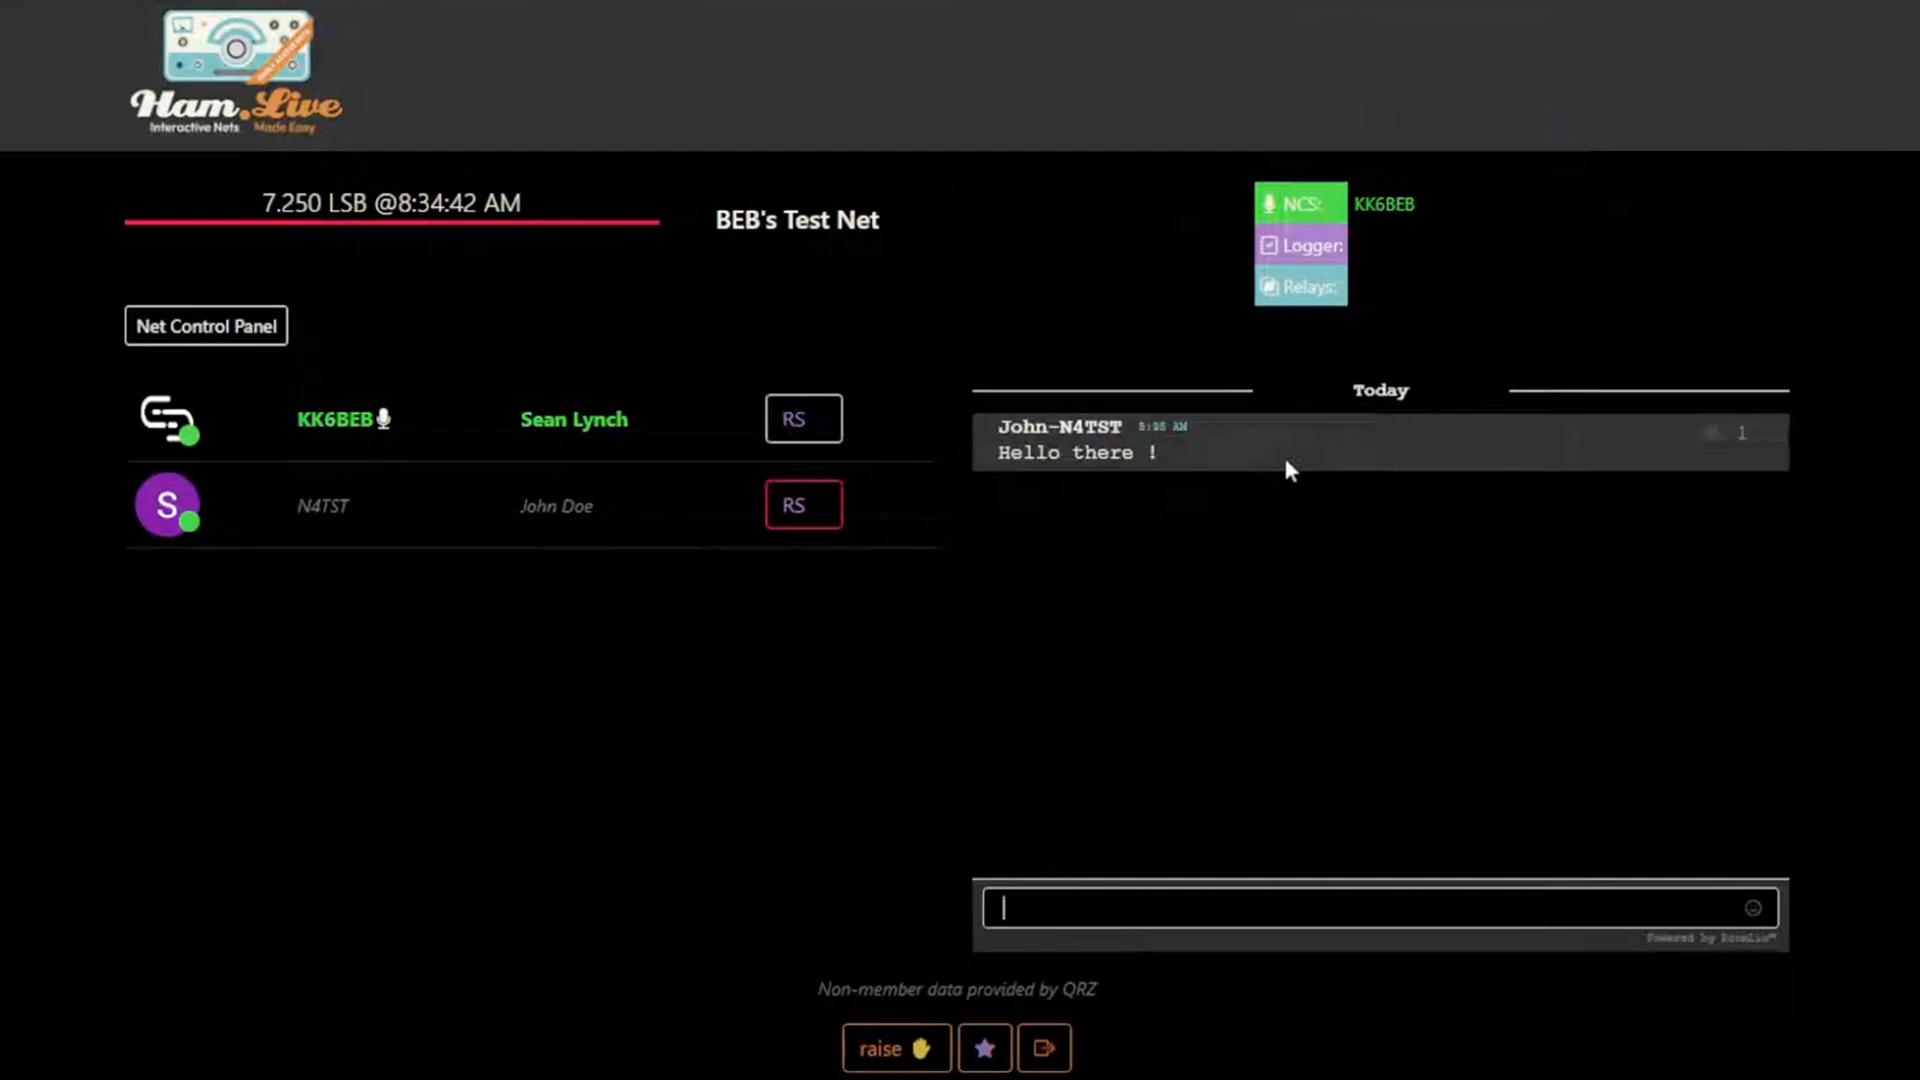 Ham.Live
Interactive Nets Made Easy
7.250 LSB @8:34:42 AM
BEB's Test Net
NCS: KK6BEB
Logger:
Relays:
Net Control Panel
KK6BEB Sean Lynch RS
S N4TST John Doe RS
Today
John-N4TST
1
Hello there !
Powered by
Non-member data provided by QRZ
raise